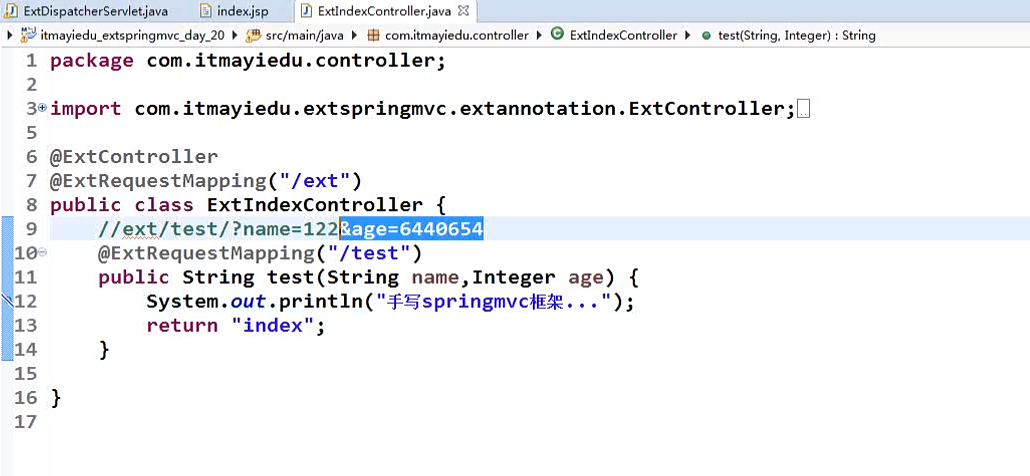 ExtDispatcherServlet.java index.jsp ExtIndexController.java
itmayiedu_extspringmvc_day_20 src/main/java com.itmayiedu.controller ExtIndexController test(String, Integer) : String
1 package com.itmayiedu.controller;
2
3 import com.itmayiedu.extspringmvc.extannotation.ExtController;
5
6 @ExtController
7 @ExtRequestMapping("/ext")
8 public class ExtIndexController {
9 //ext/test/?name=122&age=6440654
10 @ExtRequestMapping("/test")
11 public String test(String name,Integer age) {
12 System.out.println("手写springmvc框架...");
13 return "index";
14 }
15
16 }
17